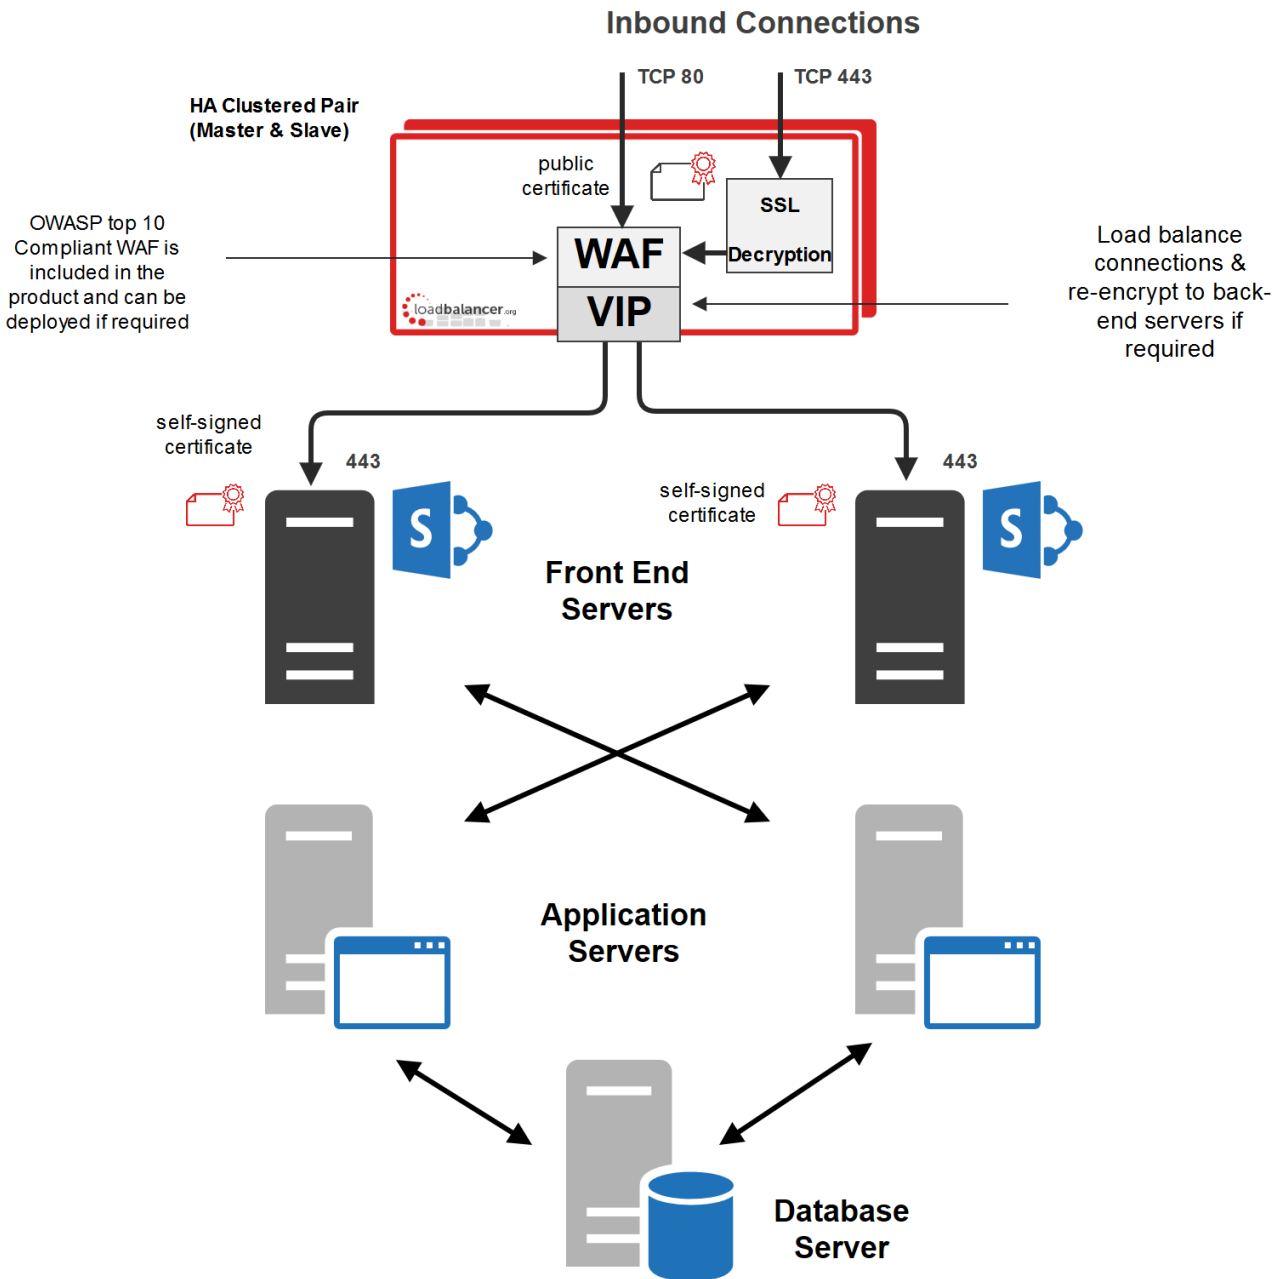 Inbound Connections
TCP 80
TCP 443
HA Clustered Pair
(Master & Slave)
public
certificate
SSL
Decryption
OWASP top 10
Compliant WAF is
included in the
product and can be
deployed if required
WAF
VIP
loadbalancer.org
Load balance
connections &
re-encrypt to back-
end servers if
required
self-signed
certificate
443
S
self-signed
certificate
443
S
Front End
Servers
Application
Servers
Database
Server